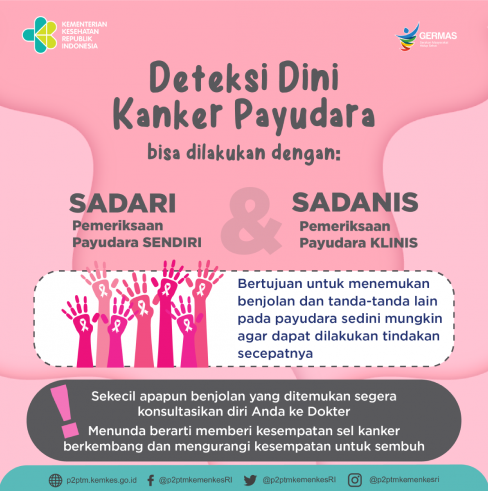 KEMENTERIAN
KESEHATAN
REPUBLIK
INDONESIA
GERMAS
Deteksi Dini
Kanker Payudara
bisa dilakukan dengan:
SADARI
Pemeriksaan
Payudara SENDIRI
&
SADANIS
Pemeriksaan
Payudara KLINIS
Bertujuan untuk menemukan
benjolan dan tanda-tanda lain
pada payudara sedini mungkin
agar dapat dilakukan tindakan
secepatnya
!
Sekecil apapun benjolan yang ditemukan segera
konsultasikan diri Anda ke Dokter
Menunda berarti memberi kesempatan sel kanker
berkembang dan mengurangi kesempatan untuk sembuh
p2ptm.kemkes.go.id @p2ptmkemenkesRI @p2ptmkemenkesRI @p2ptmkemenkesri